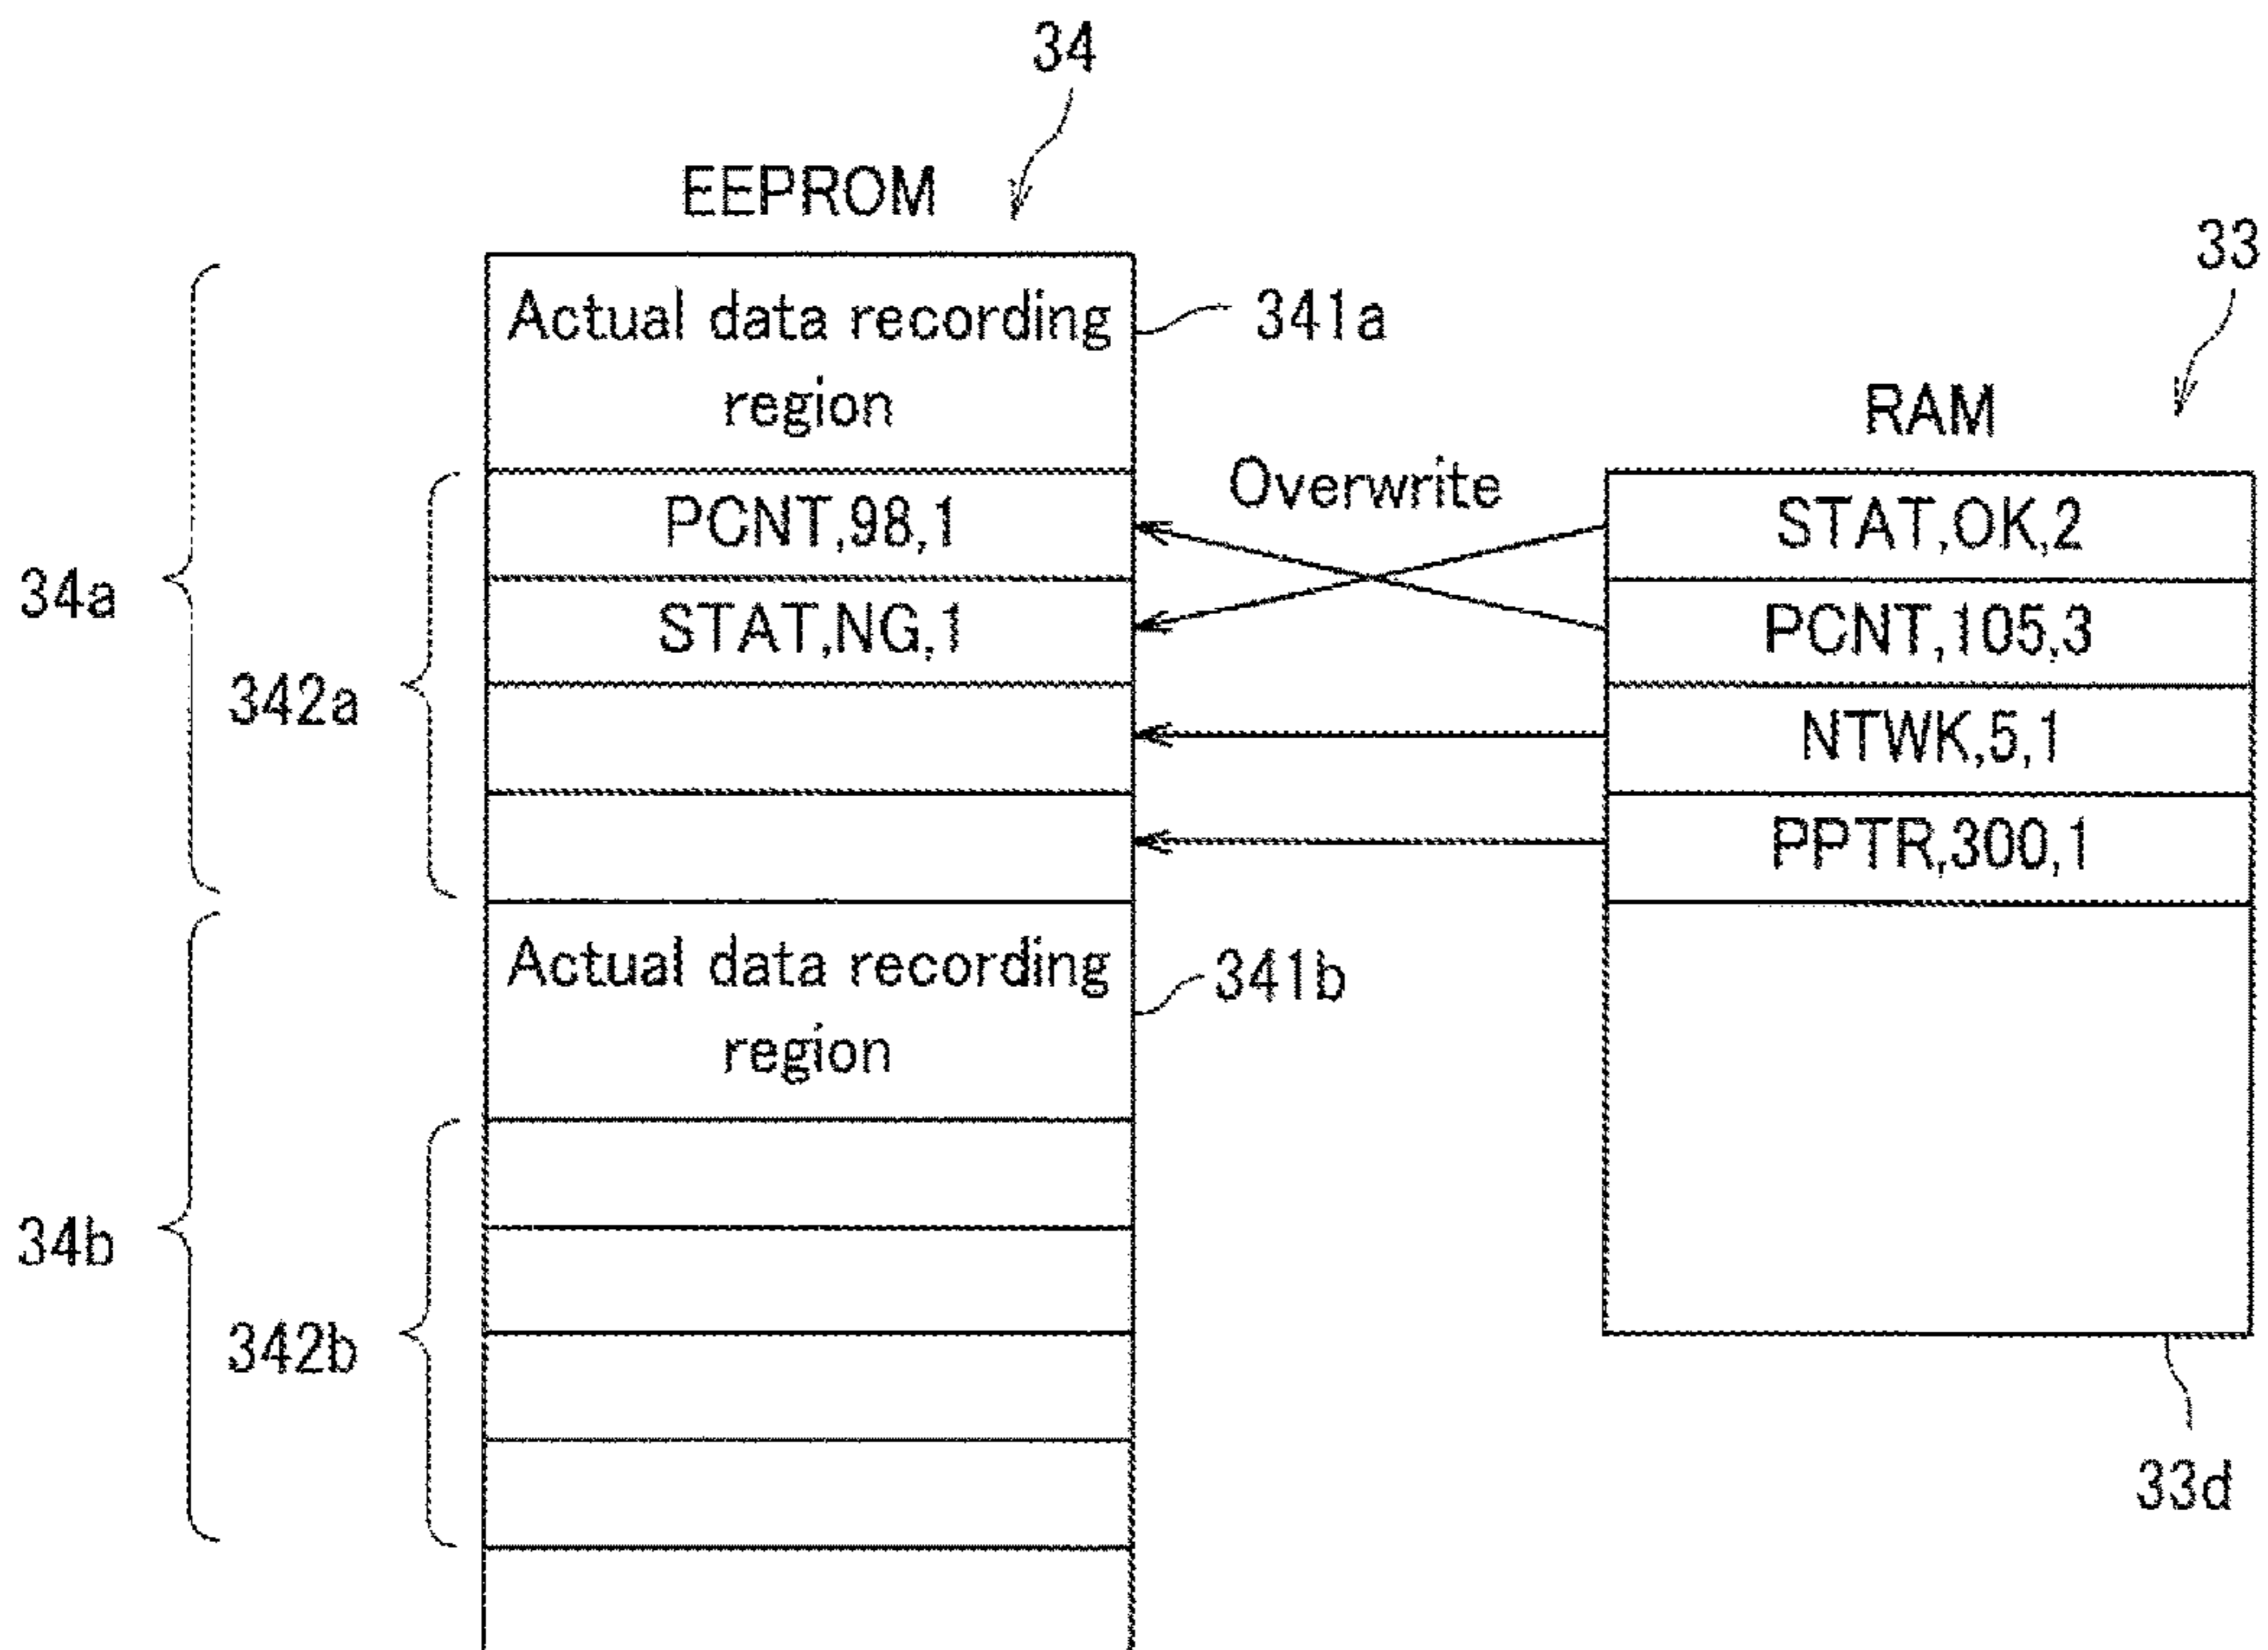 34
EEPROM
33
Actual data recording
region
341a
RAM
Overwrite
PCNT,98,1
STAT,OK,2
34a
STAT,NG,1
PCNT,105,3
342a
NTWK,5,1
PPTR,300,1
Actual data recording
region
341b
34b
342b
33d